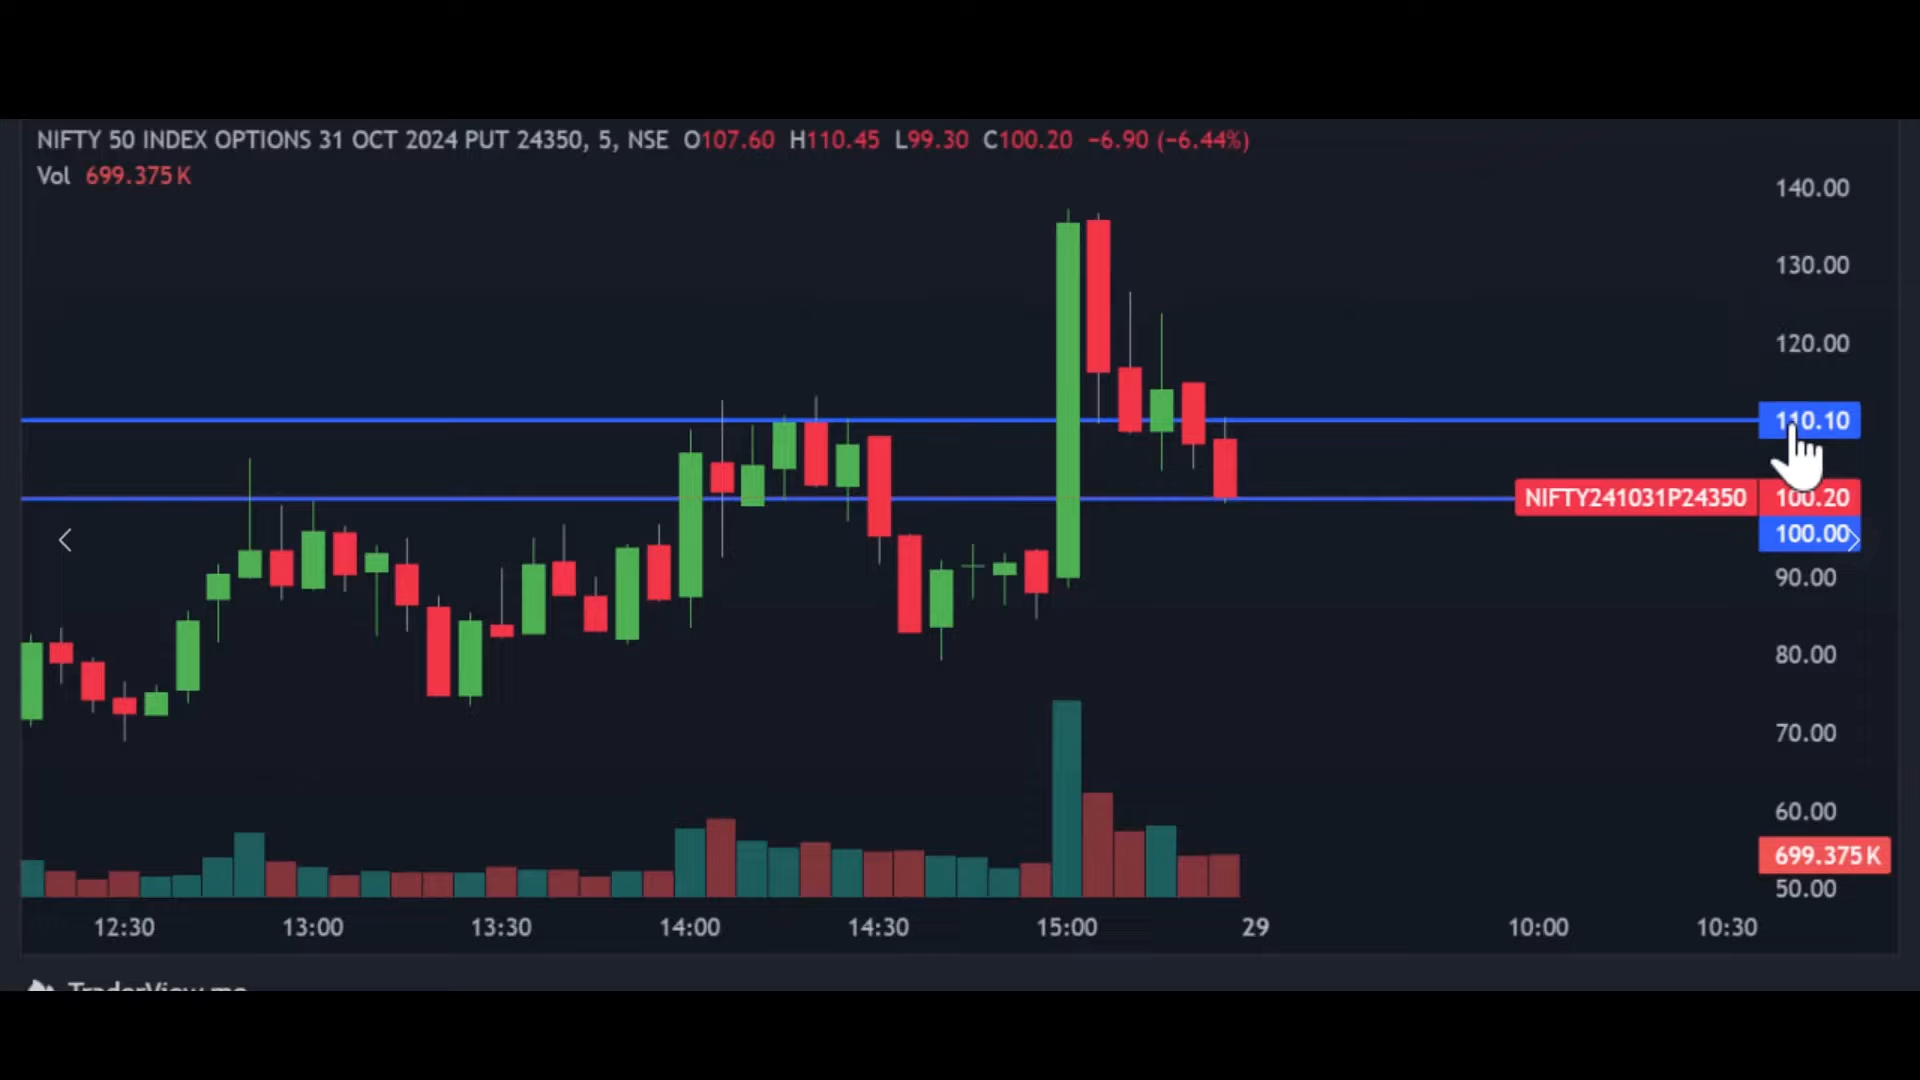 NIFTY 50 INDEX OPTIONS 31 OCT 2024 PUT 24350, 5, NSE O107.60 H110.45 L99.30 C100.20 −6.90 (−6.44%)
Vol 699.375K
140.00
130.00
120.00
110.10
NIFTY241031P24350 100.20
100.00
90.00
80.00
70.00
60.00
699.375K
50.00
12:30 13:00 13:30 14:00 14:30 15:00 29 10:00 10:30